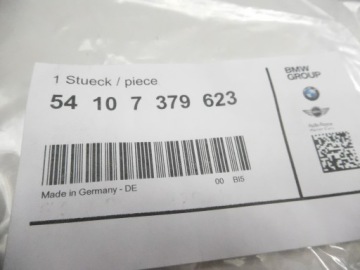 1 Stueck / piece
54 10 7 379 623
Made in Germany - DE
00 BI5
BMW
GROUP